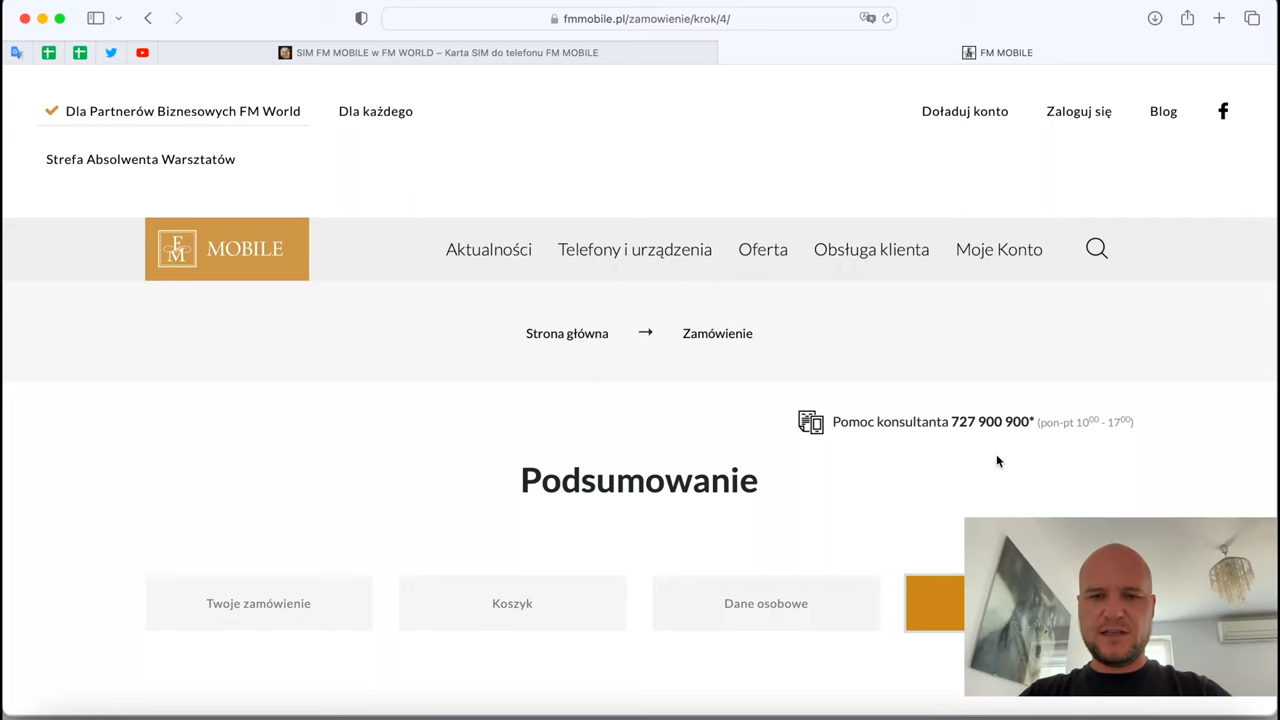 fmmobile.pl/zamowienie/krok/4/
SIM FM MOBILE w FM WORLD – Karta SIM do telefonu FM MOBILE
FM MOBILE
Dla Partnerów Biznesowych FM World
Dla każdego
Doładuj konto
Zaloguj się
Blog
Strefa Absolwenta Warsztatów
FM MOBILE
Aktualności
Telefony i urządzenia
Oferta
Obsługa klienta
Moje Konto
Strona główna → Zamówienie
Pomoc konsultanta 727 900 900* (pon-pt 10⁰⁰ - 17⁰⁰)
Podsumowanie
Twoje zamówienie
Koszyk
Dane osobowe